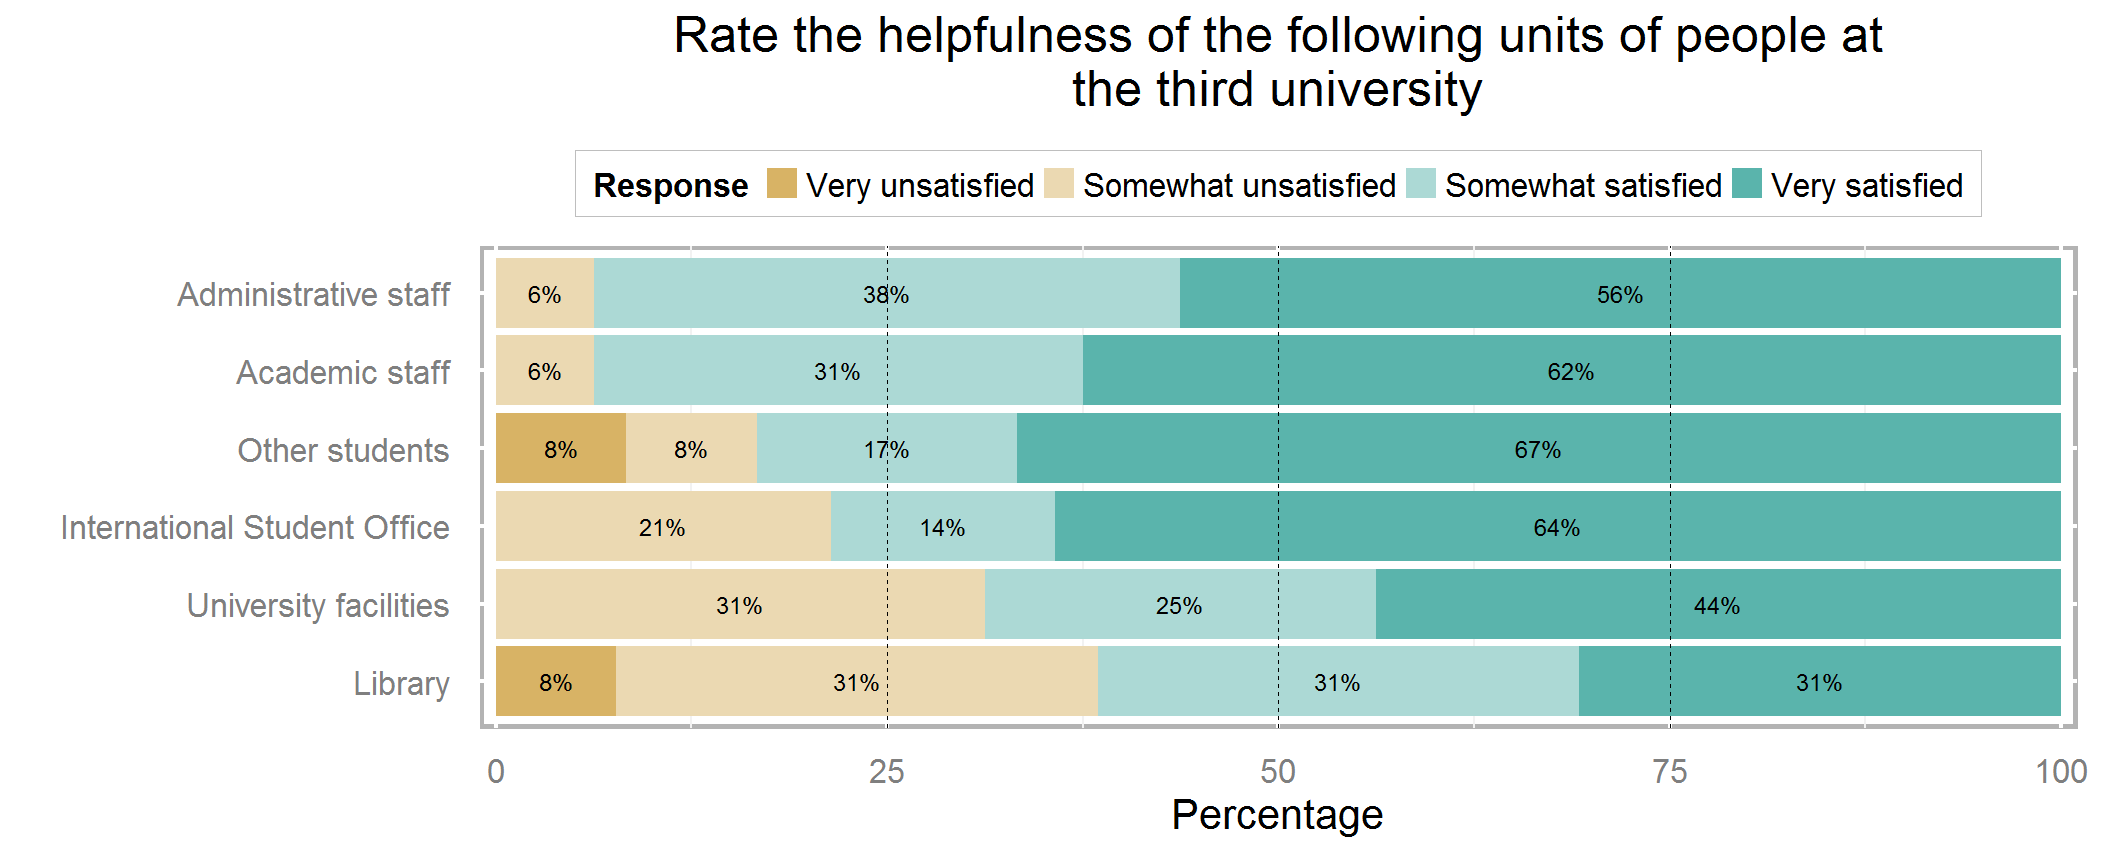 Rate the helpfulness of the following units of people at
the third university
Response Very unsatisfied Somewhat unsatisfied Somewhat satisfied Very satisfied
Administrative staff 6% 38% 56%
Academic staff 6% 31% 62%
Other students 8% 8% 17% 67%
International Student Office 21% 14% 64%
University facilities 31% 25% 44%
Library 8% 31% 31% 31%
0 25 50 75 100
Percentage